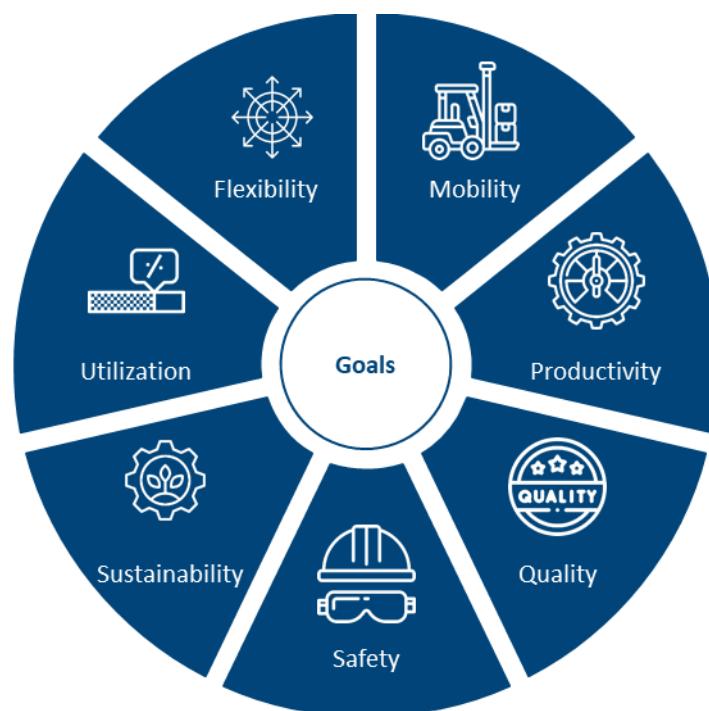 Flexibility
Mobility
Utilization
Goals
Productivity
QUALITY
Sustainability
Quality
Safety